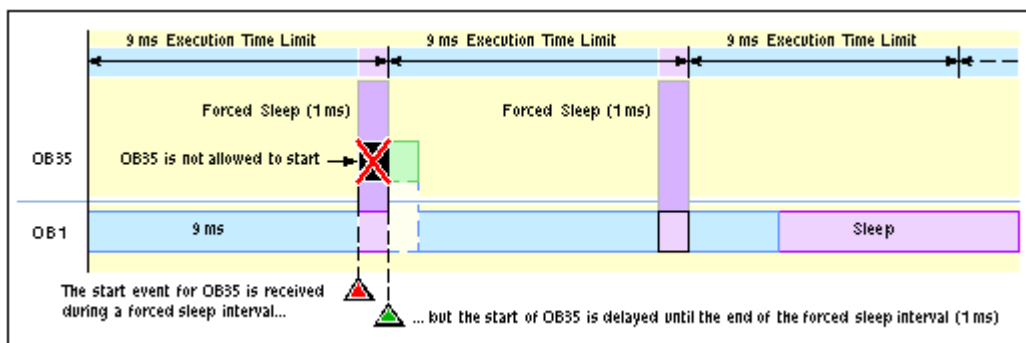 9 ms Execution Time Limit
9 ms Execution Time Limit
9 ms Execution Time Limit
Forced Sleep (1 ms)
Forced Sleep (1 ms)
OB35
OB35 is not allowed to start
OB1
9 ms
Sleep
The start event for OB35 is received
during a forced sleep interval...
... but the start of OB35 is delayed until the end of the forced sleep interval (1 ms)